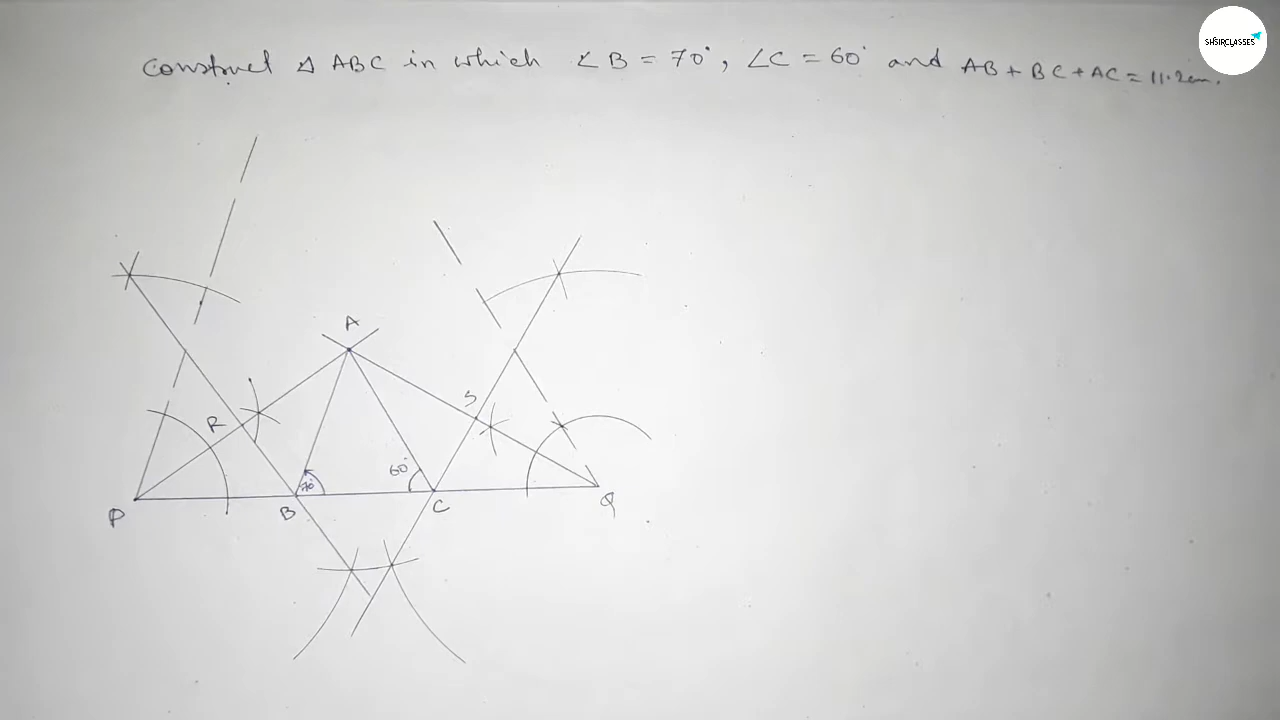 Construct △ ABC in which ∠B = 70°, ∠C = 60° and AB + BC + AC = 11.2cm.
SHSIRCLASSES
A
R
S
60°
70°
P
B
C
Q